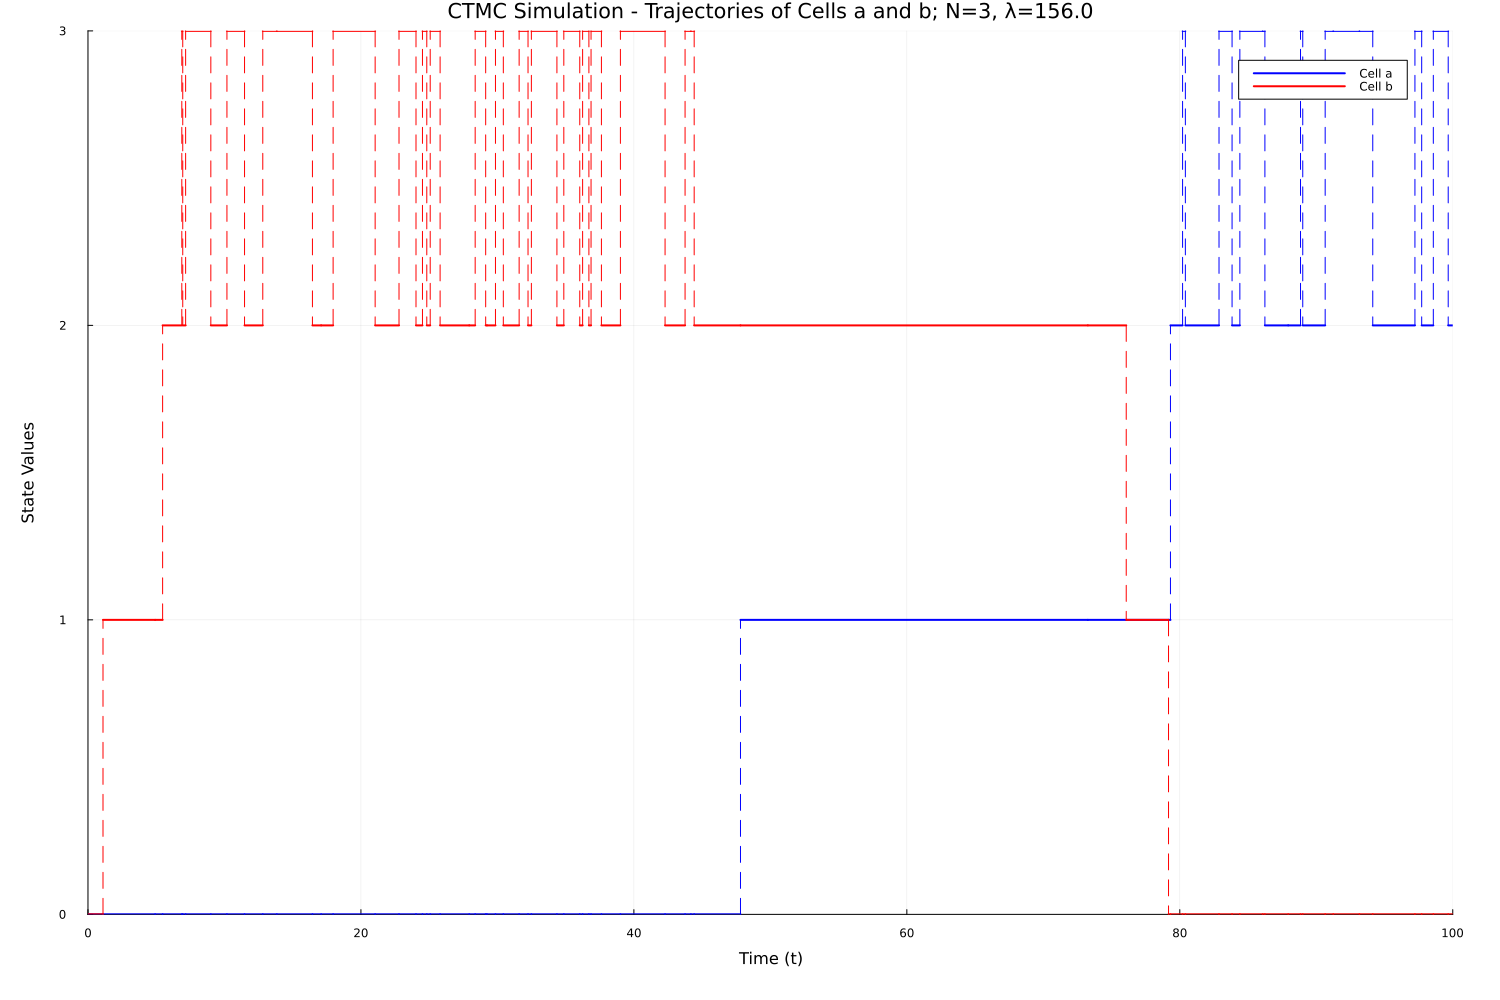 CTMC Simulation - Trajectories of Cells a and b; N=3, λ=156.0
3
Cell a
Cell b
2
State Values
1
0
0 20 40 60 80 100
Time (t)